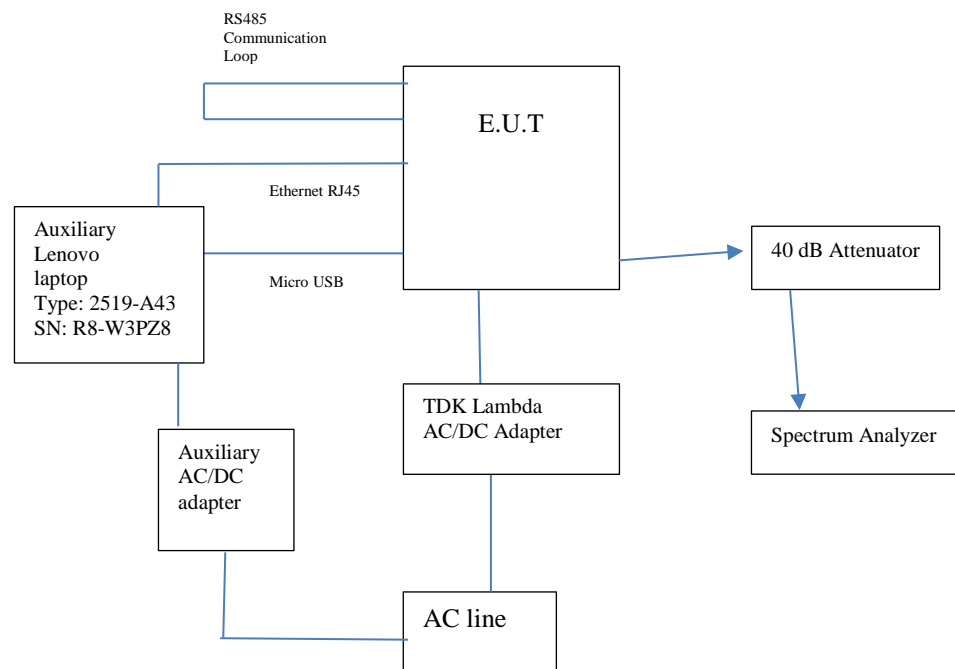 RS485
Communication
Loop
E.U.T
Ethernet RJ45
Auxiliary
Lenovo
laptop
Type: 2519-A43
SN: R8-W3PZ8
Micro USB
40 dB Attenuator
TDK Lambda
AC/DC Adapter
Spectrum Analyzer
Auxiliary
AC/DC
adapter
AC line